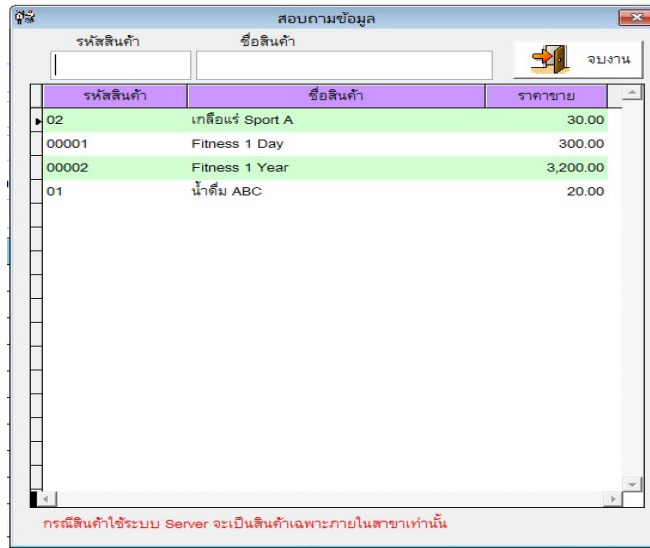 สอบถามข้อมูล
รหัสสินค้า ชื่อสินค้า
จบงาน
รหัสสินค้า ชื่อสินค้า ราคาขาย
02 เกลือแร่ Sport A 30.00
00001 Fitness 1 Day 300.00
00002 Fitness 1 Year 3,200.00
01 น้ำดื่ม ABC 20.00
กรณีสินค้าใช้ระบบ Server จะเป็นสินค้าเฉพาะภายในสาขาเท่านั้น